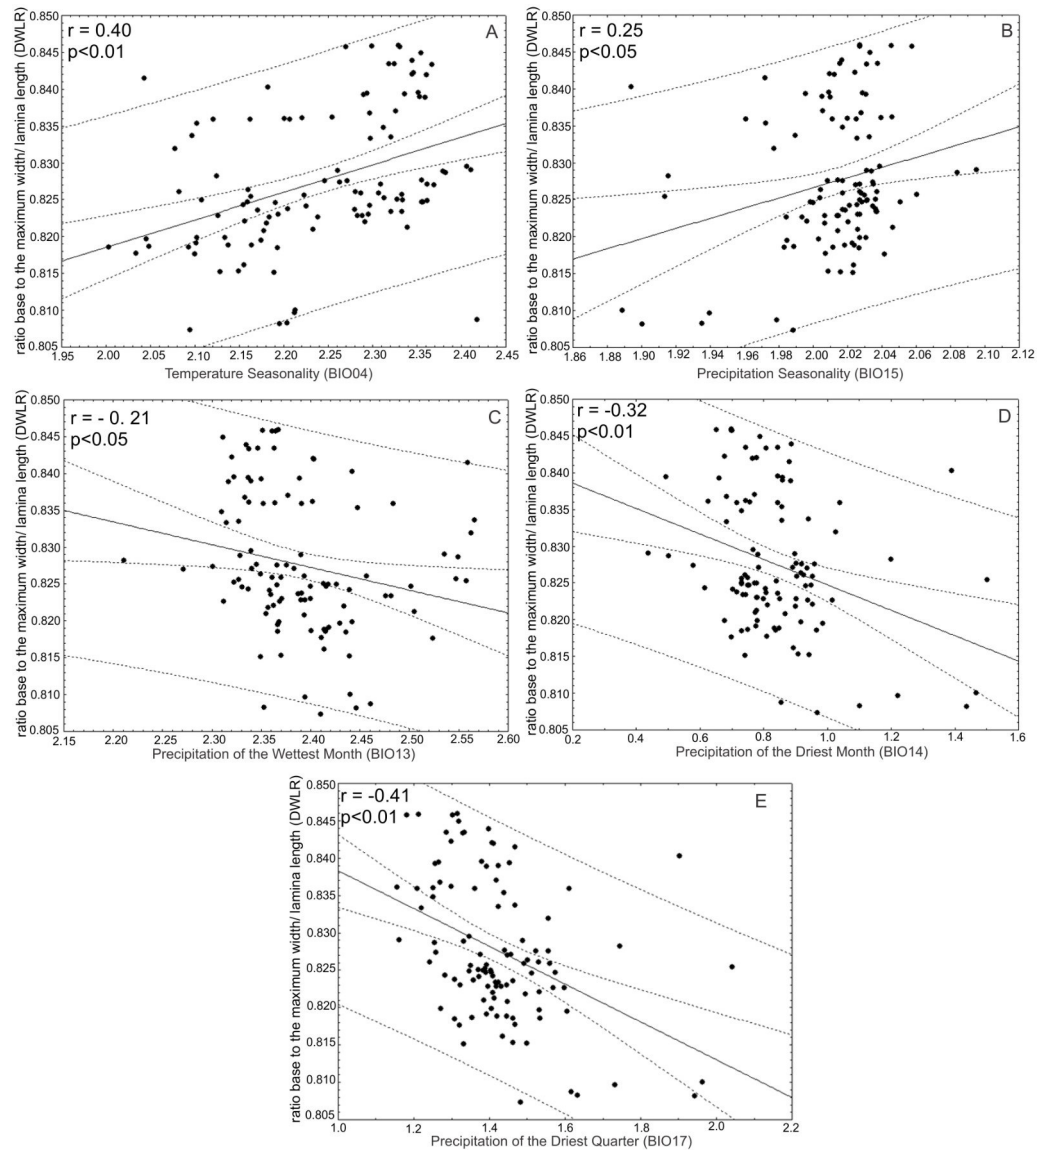 r = 0.40
p<0.01
A
ratio base to the maximum width/ lamina length (DWLR)
0.850
0.845
0.840
0.835
0.830
0.825
0.820
0.815
0.810
0.805
1.95 2.00 2.05 2.10 2.15 2.20 2.25 2.30 2.35 2.40 2.45
Temperature Seasonality (BIO04)
r = 0.25
p<0.05
B
ratio base to the maximum width/ lamina length (DWLR)
0.850
0.845
0.840
0.835
0.830
0.825
0.820
0.815
0.810
0.805
1.86 1.88 1.90 1.92 1.94 1.96 1.98 2.00 2.02 2.04 2.06 2.08 2.10 2.12
Precipitation Seasonality (BIO15)
r = - 0. 21
p<0.05
C
ratio base to the maximum width/ lamina length (DWLR)
0.850
0.845
0.840
0.835
0.830
0.825
0.820
0.815
0.810
0.805
2.15 2.20 2.25 2.30 2.35 2.40 2.45 2.50 2.55 2.60
Precipitation of the Wettest Month (BIO13)
r = -0.32
p<0.01
D
ratio base to the maximum width/ lamina length (DWLR)
0.850
0.845
0.840
0.835
0.830
0.825
0.820
0.815
0.810
0.805
0.2 0.4 0.6 0.8 1.0 1.2 1.4 1.6
Precipitation of the Driest Month (BIO14)
r = -0.41
p<0.01
E
ratio base to the maximum width/ lamina length (DWLR)
0.850
0.845
0.840
0.835
0.830
0.825
0.820
0.815
0.810
0.805
1.0 1.2 1.4 1.6 1.8 2.0 2.2
Precipitation of the Driest Quarter (BIO17)